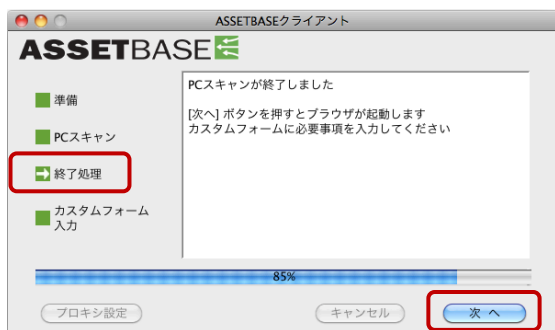 ASSETBASEクライアント
ASSETBASE
準備
PCスキャン
終了処理
カスタムフォーム
入力
PCスキャンが終了しました
[次へ] ボタンを押すとブラウザが起動します
カスタムフォームに必要事項を入力してください
85%
プロキシ設定
キャンセル
次 へ